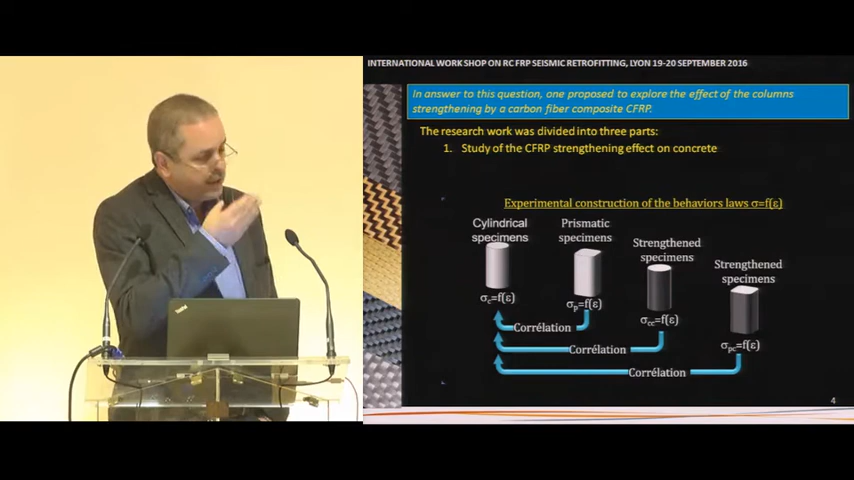 INTERNATIONAL WORK SHOP ON RC FRP SEISMIC RETROFITTING, LYON 19-20 SEPTEMBER 2016
In answer to this question, one proposed to explore the effect of the columns
strengthening by a carbon fiber composite CFRP.
The research work was divided into three parts:
1. Study of the CFRP strengthening effect on concrete
Experimental construction of the behaviors laws σ=f(ε)
Cylindrical
specimens
Prismatic
specimens
Strengthened
specimens
Strengthened
specimens
σc=f(ε)
σp=f(ε)
σcc=f(ε)
σpc=f(ε)
Corrélation
Corrélation
Corrélation
4
ThinkPad